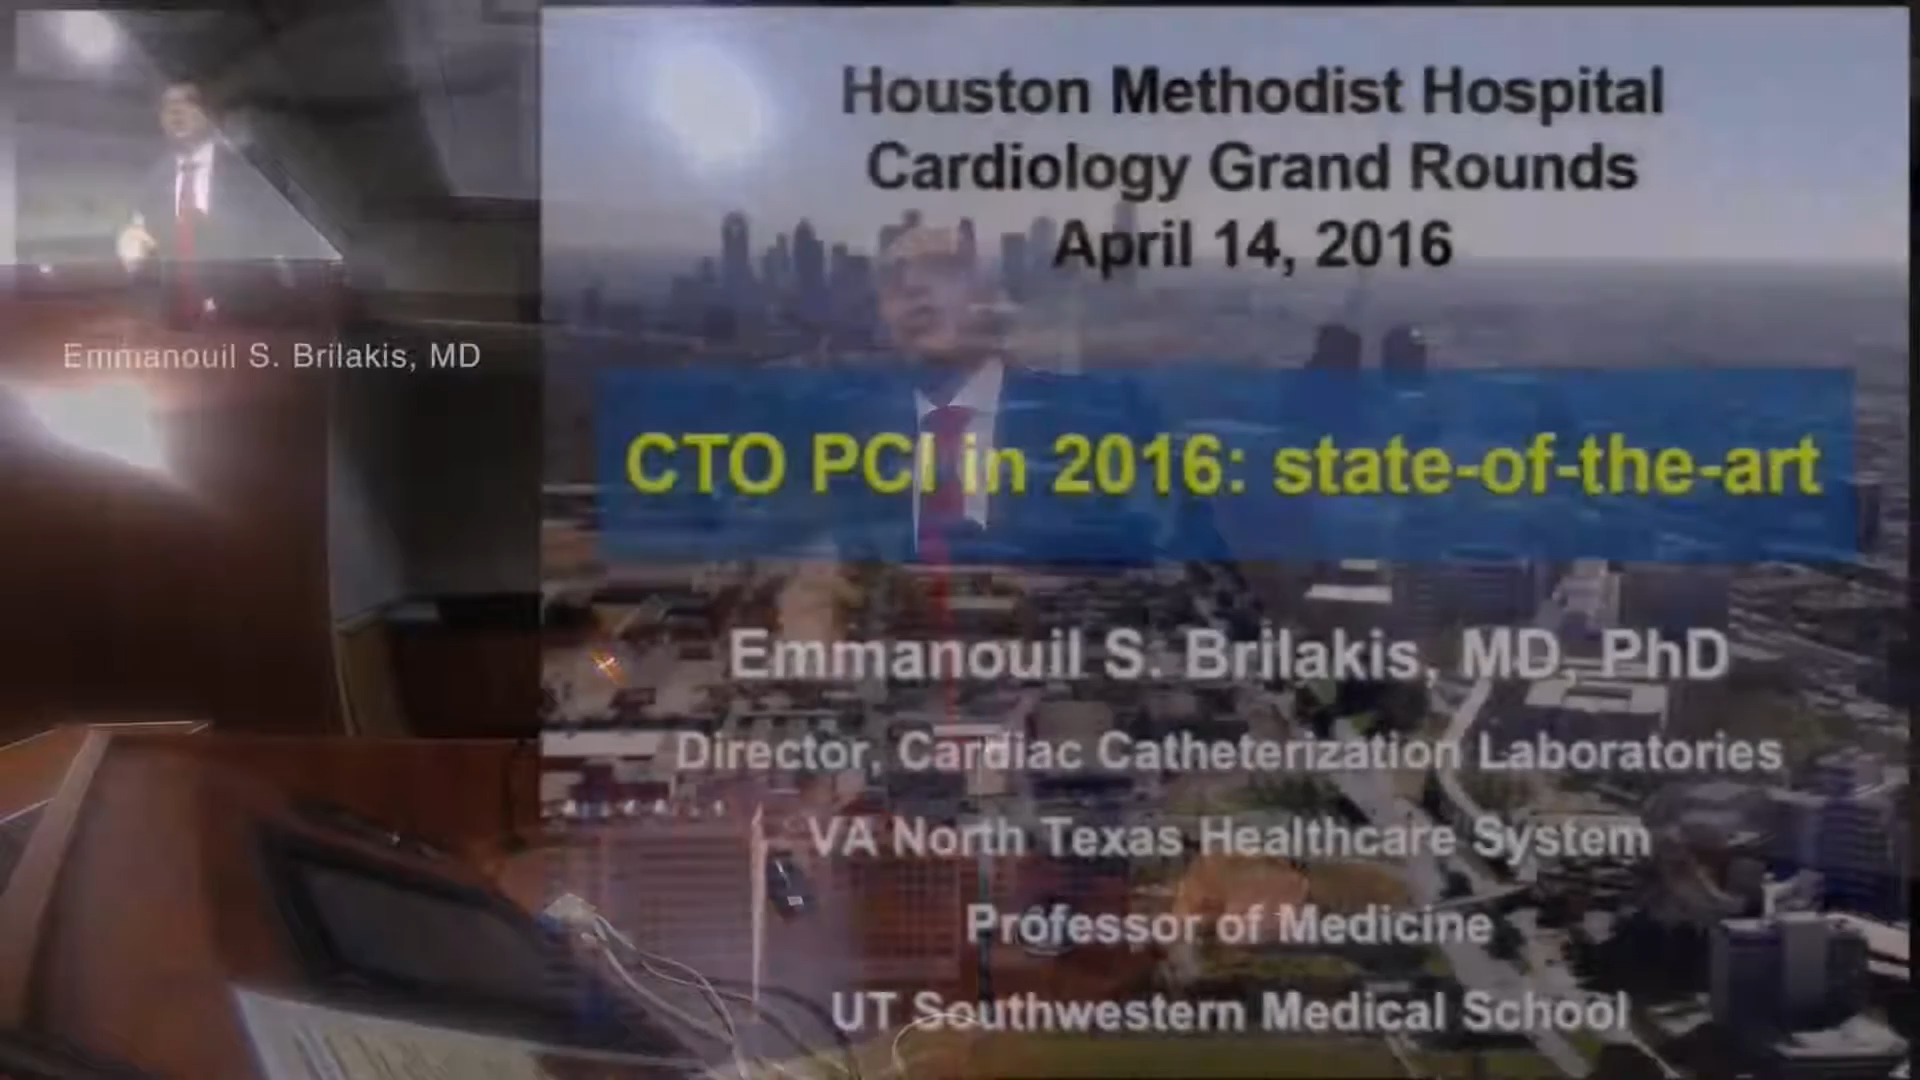 Houston Methodist Hospital
Cardiology Grand Rounds
April 14, 2016
Emmanouil S. Brilakis, MD
CTO PCI in 2016: state-of-the-art
Emmanouil S. Brilakis, MD, PhD
Director, Cardiac Catheterization Laboratories
VA North Texas Healthcare System
Professor of Medicine
UT Southwestern Medical School